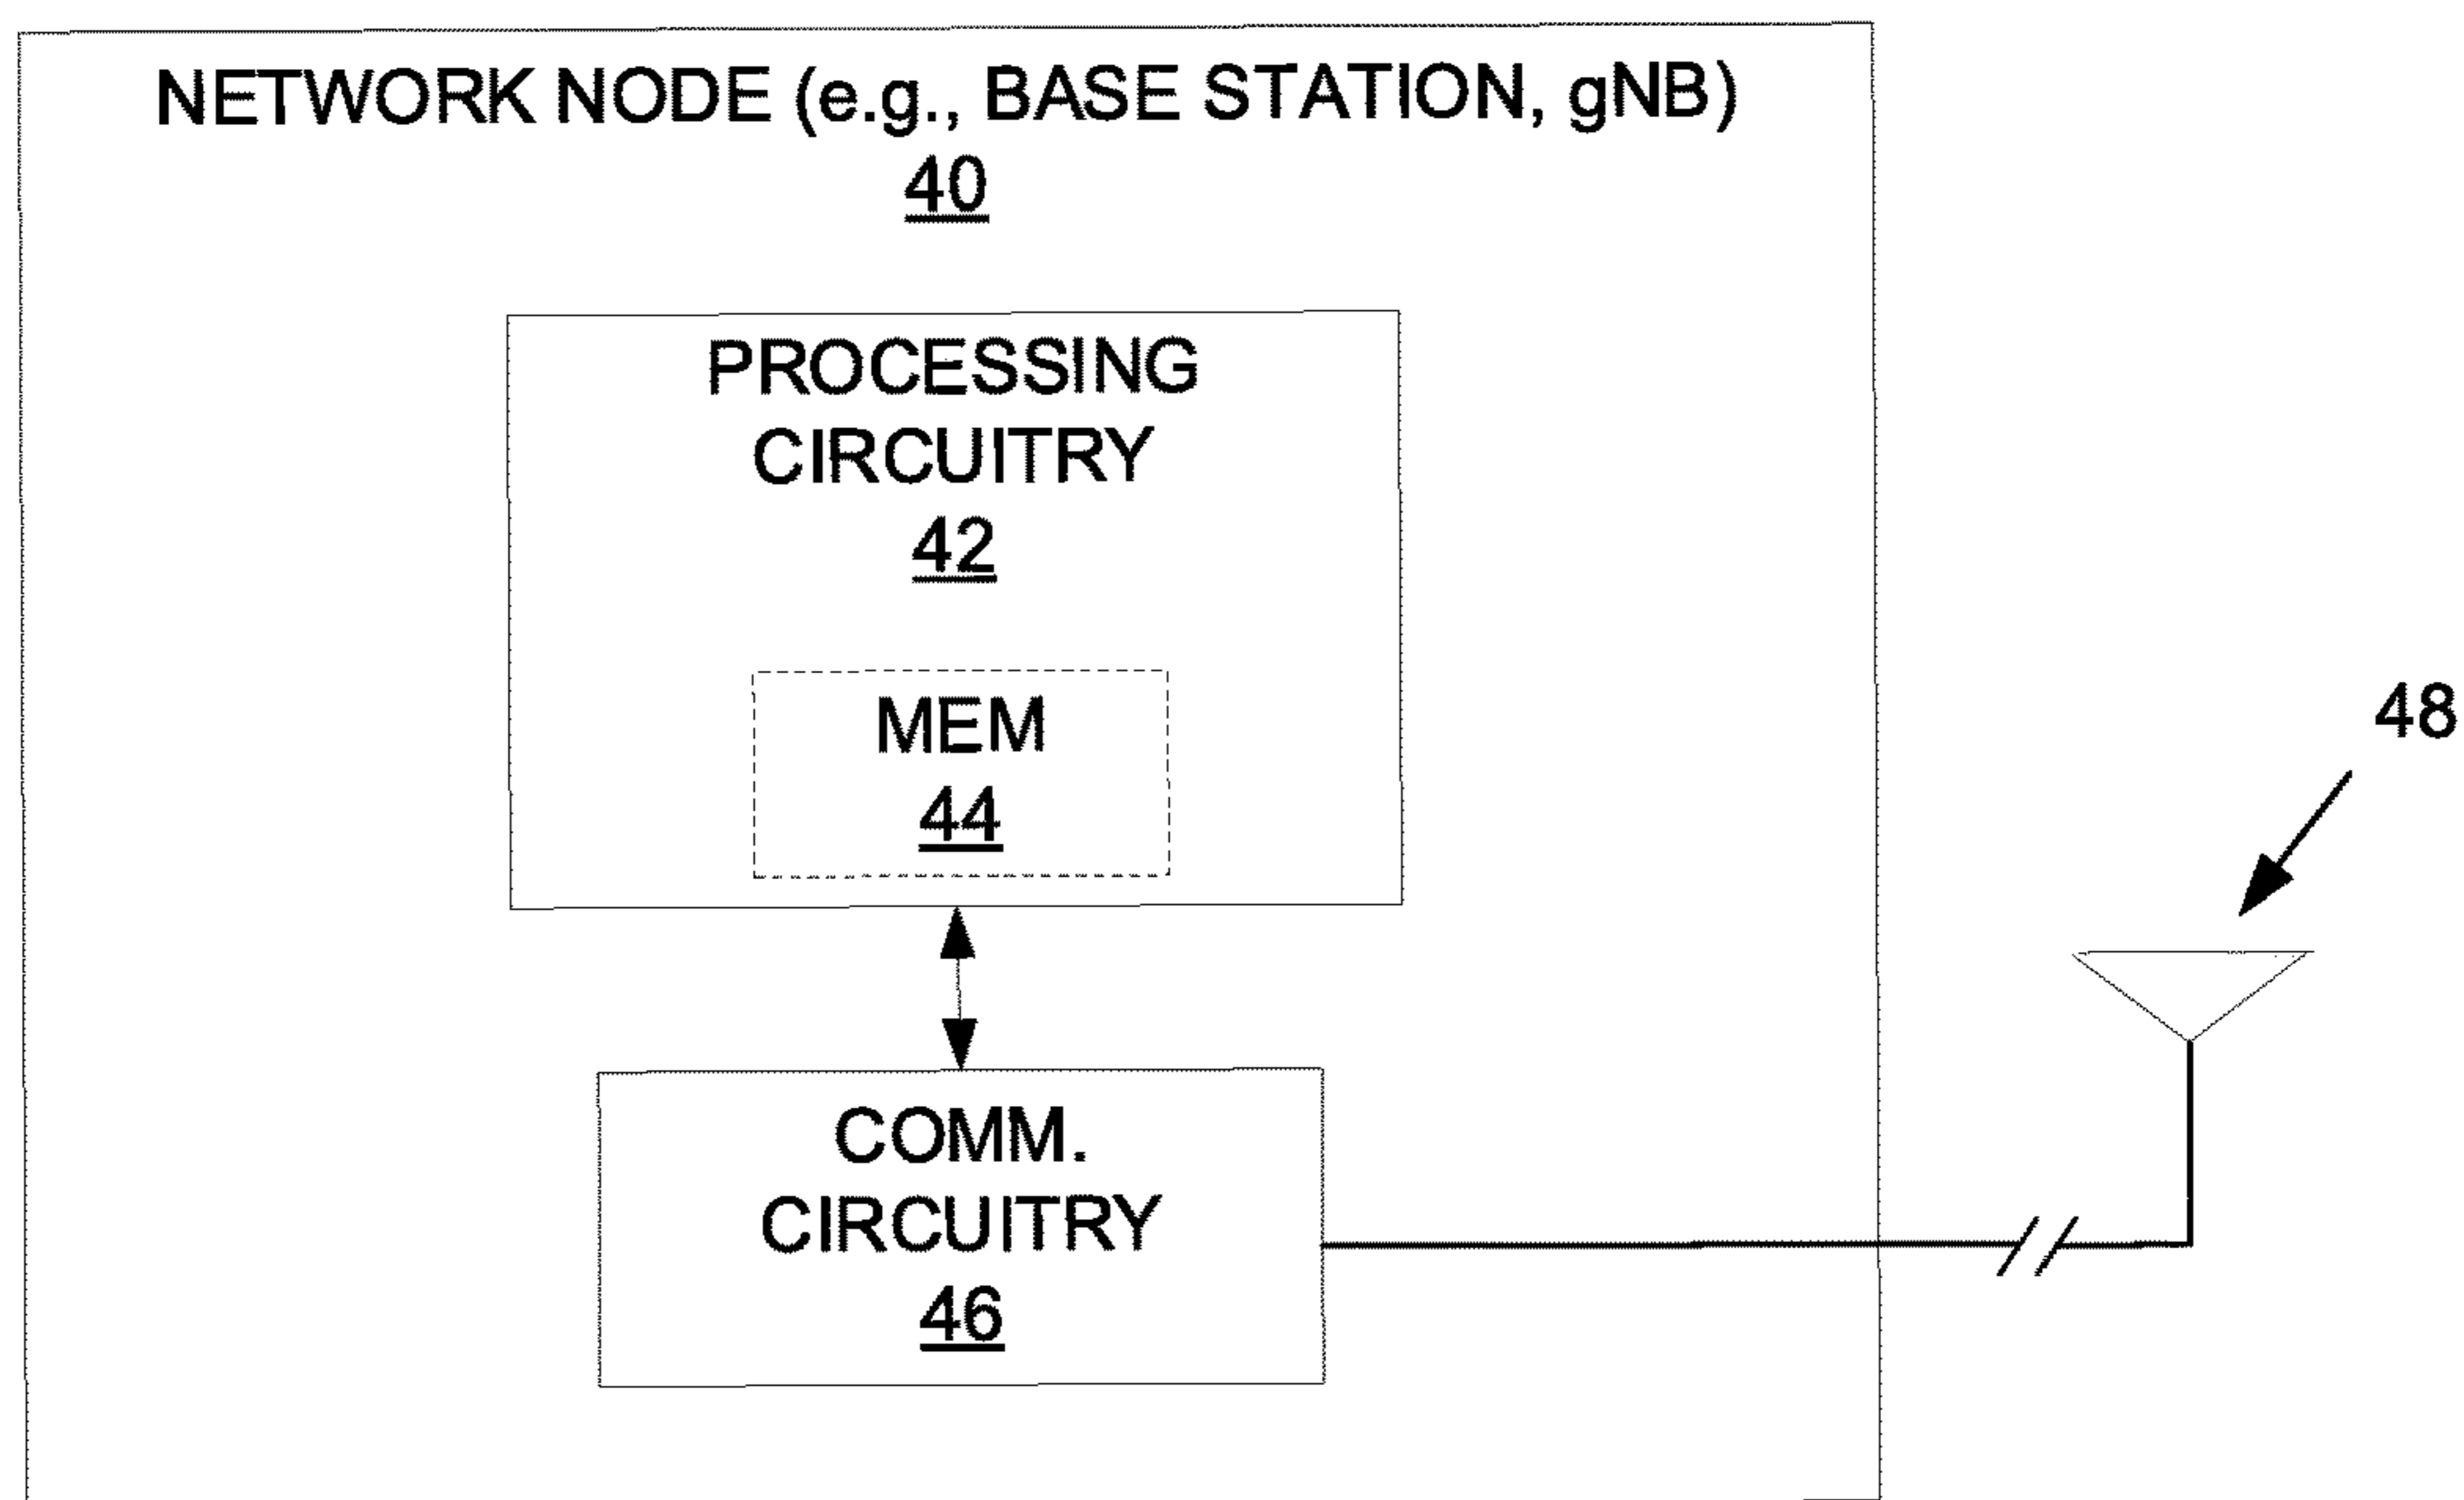 NETWORK NODE (e.g., BASE STATION, gNB)
40
PROCESSING
CIRCUITRY
42
MEM
44
48
COMM.
CIRCUITRY
46